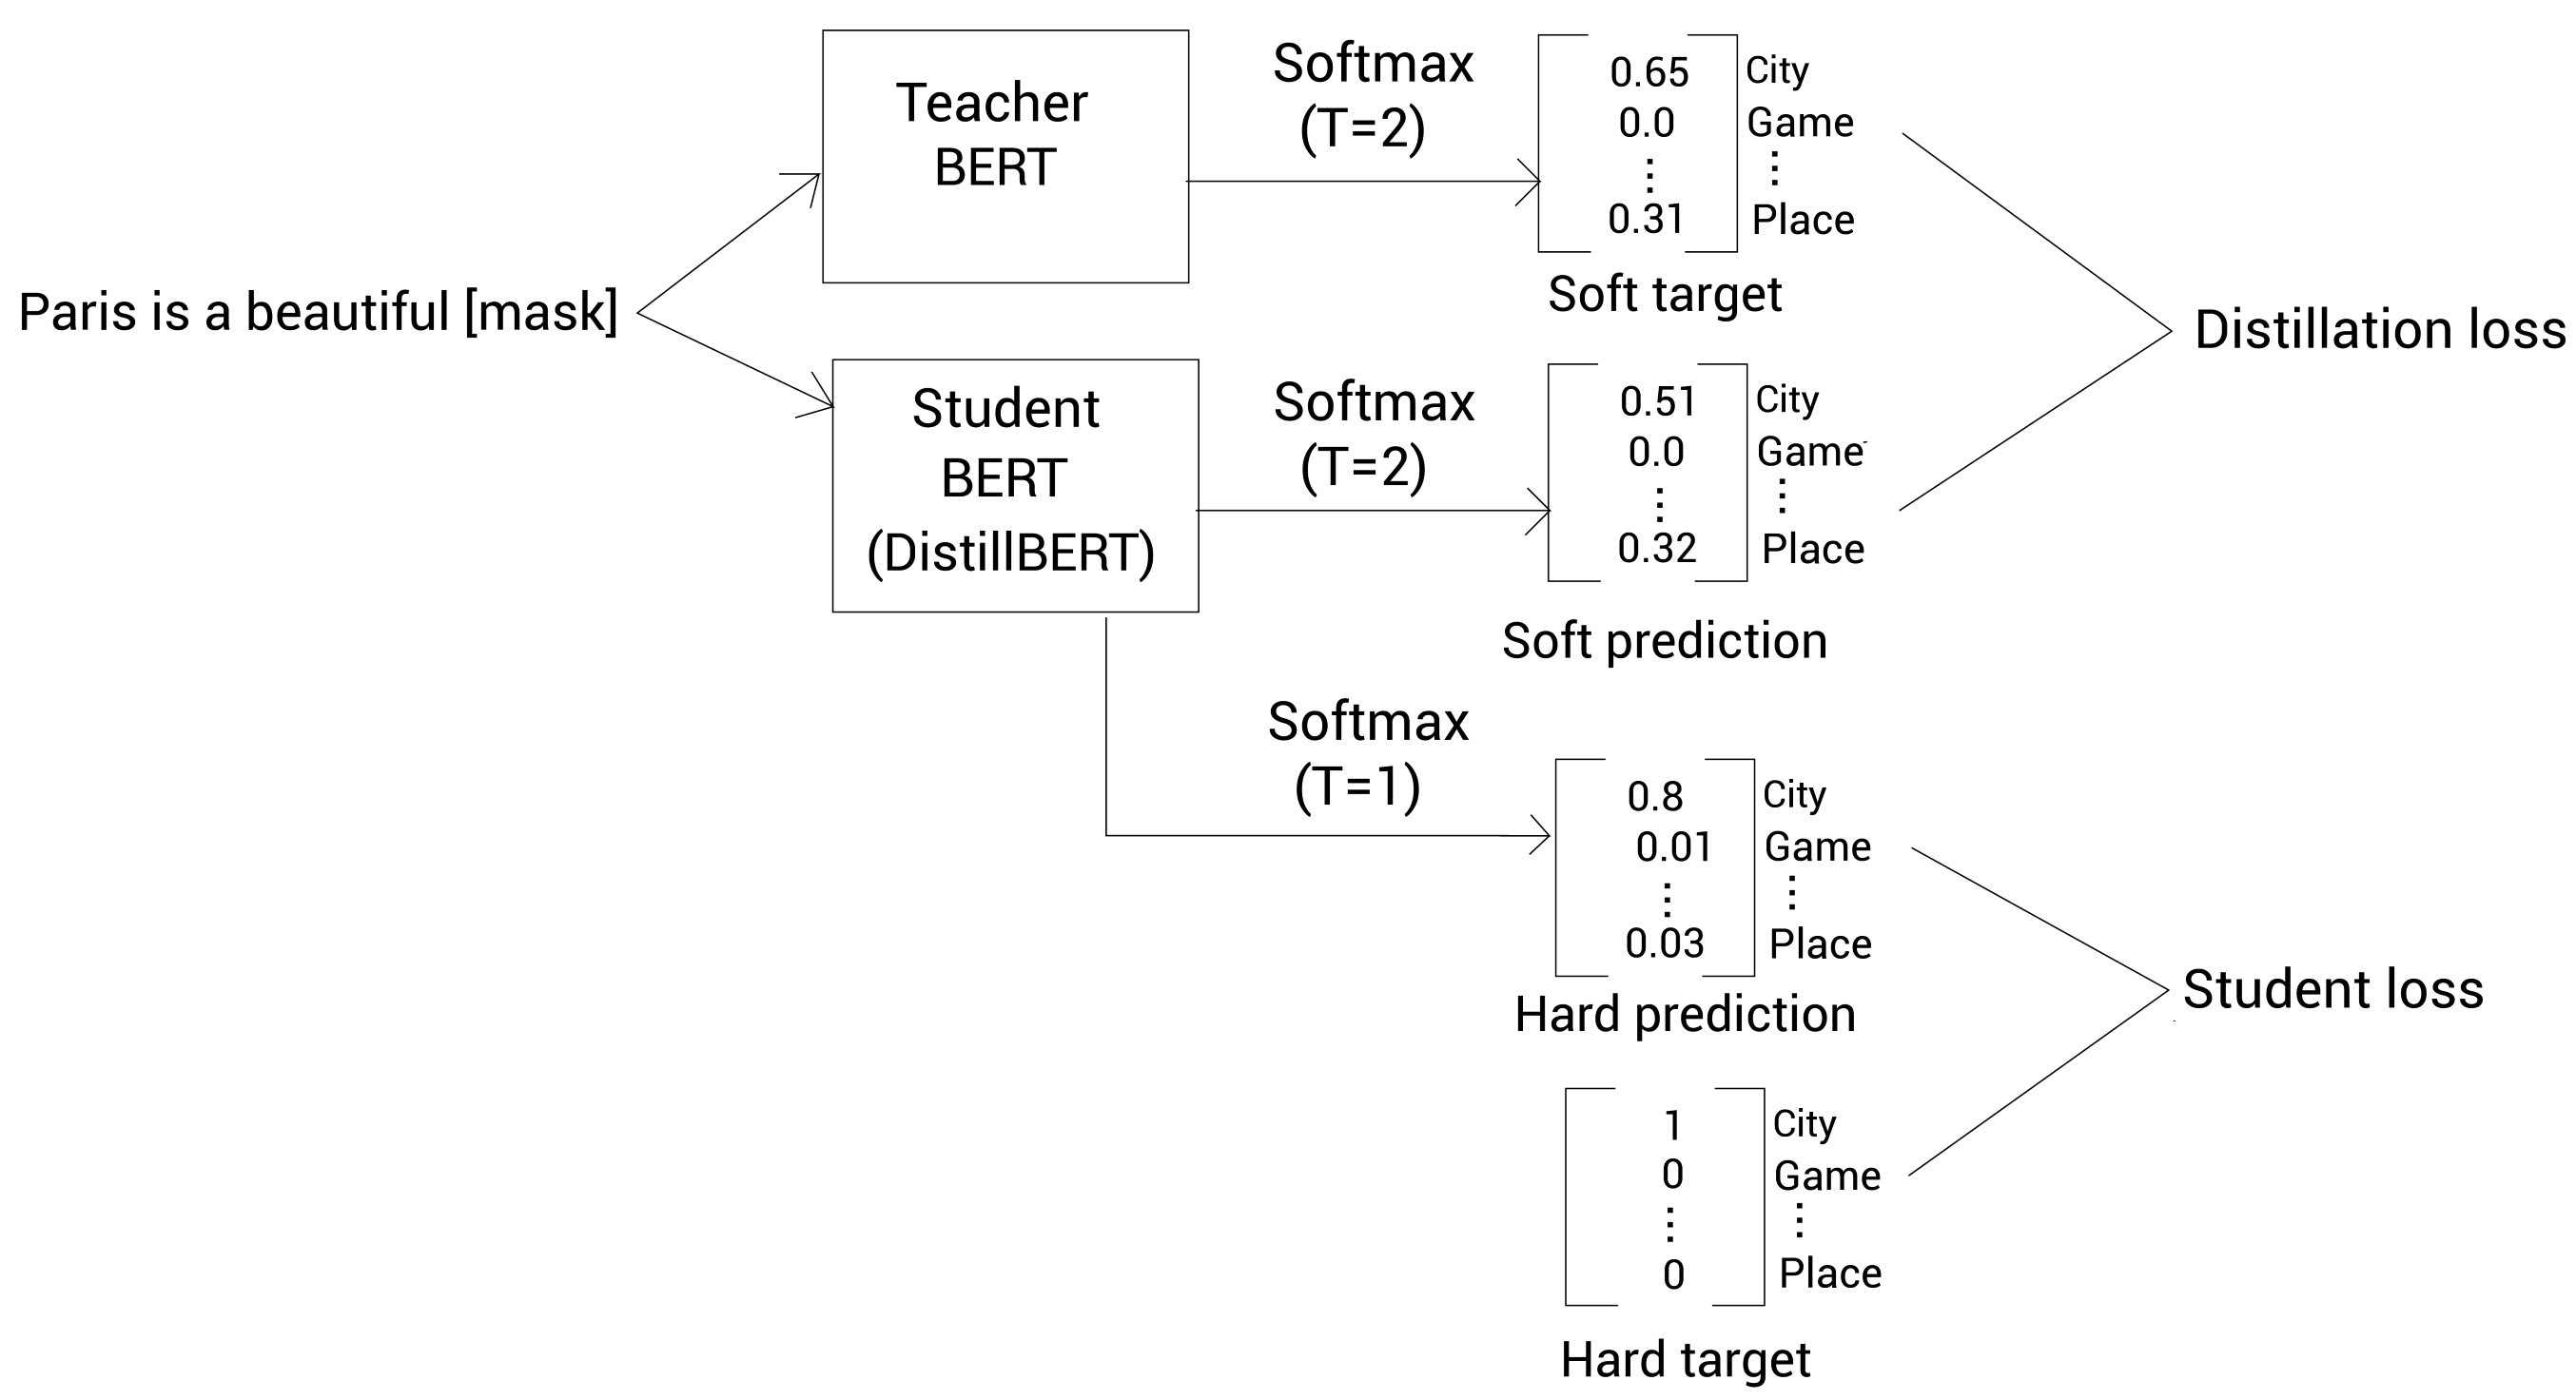 Paris is a beautiful [mask]
Teacher
BERT
Softmax
(T=2)
0.65 City
0.0 Game
0.31 Place
Soft target
Student
BERT
(DistillBERT)
Softmax
(T=2)
0.51 City
0.0 Game
0.32 Place
Soft prediction
Distillation loss
Softmax
(T=1)
0.8 City
0.01 Game
0.03 Place
Hard prediction
1 City
0 Game
0 Place
Hard target
Student loss